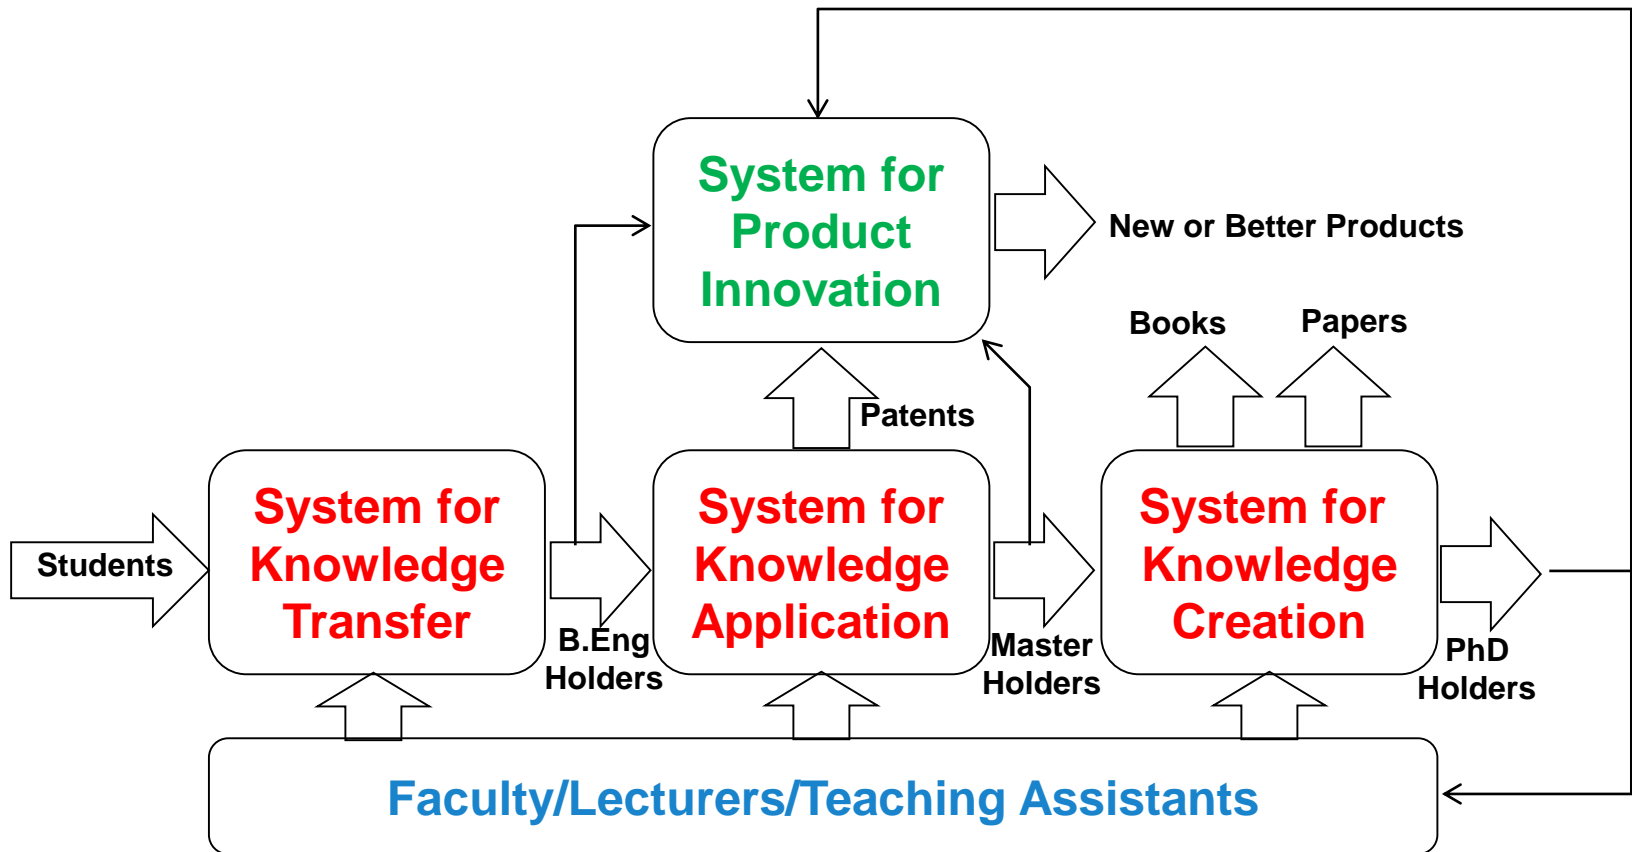 System for
Product
Innovation
New or Better Products
Books
Papers
Patents
Students
System for
Knowledge
Transfer
B.Eng
Holders
System for
Knowledge
Application
Master
Holders
System for
Knowledge
Creation
PhD
Holders
Faculty/Lecturers/Teaching Assistants